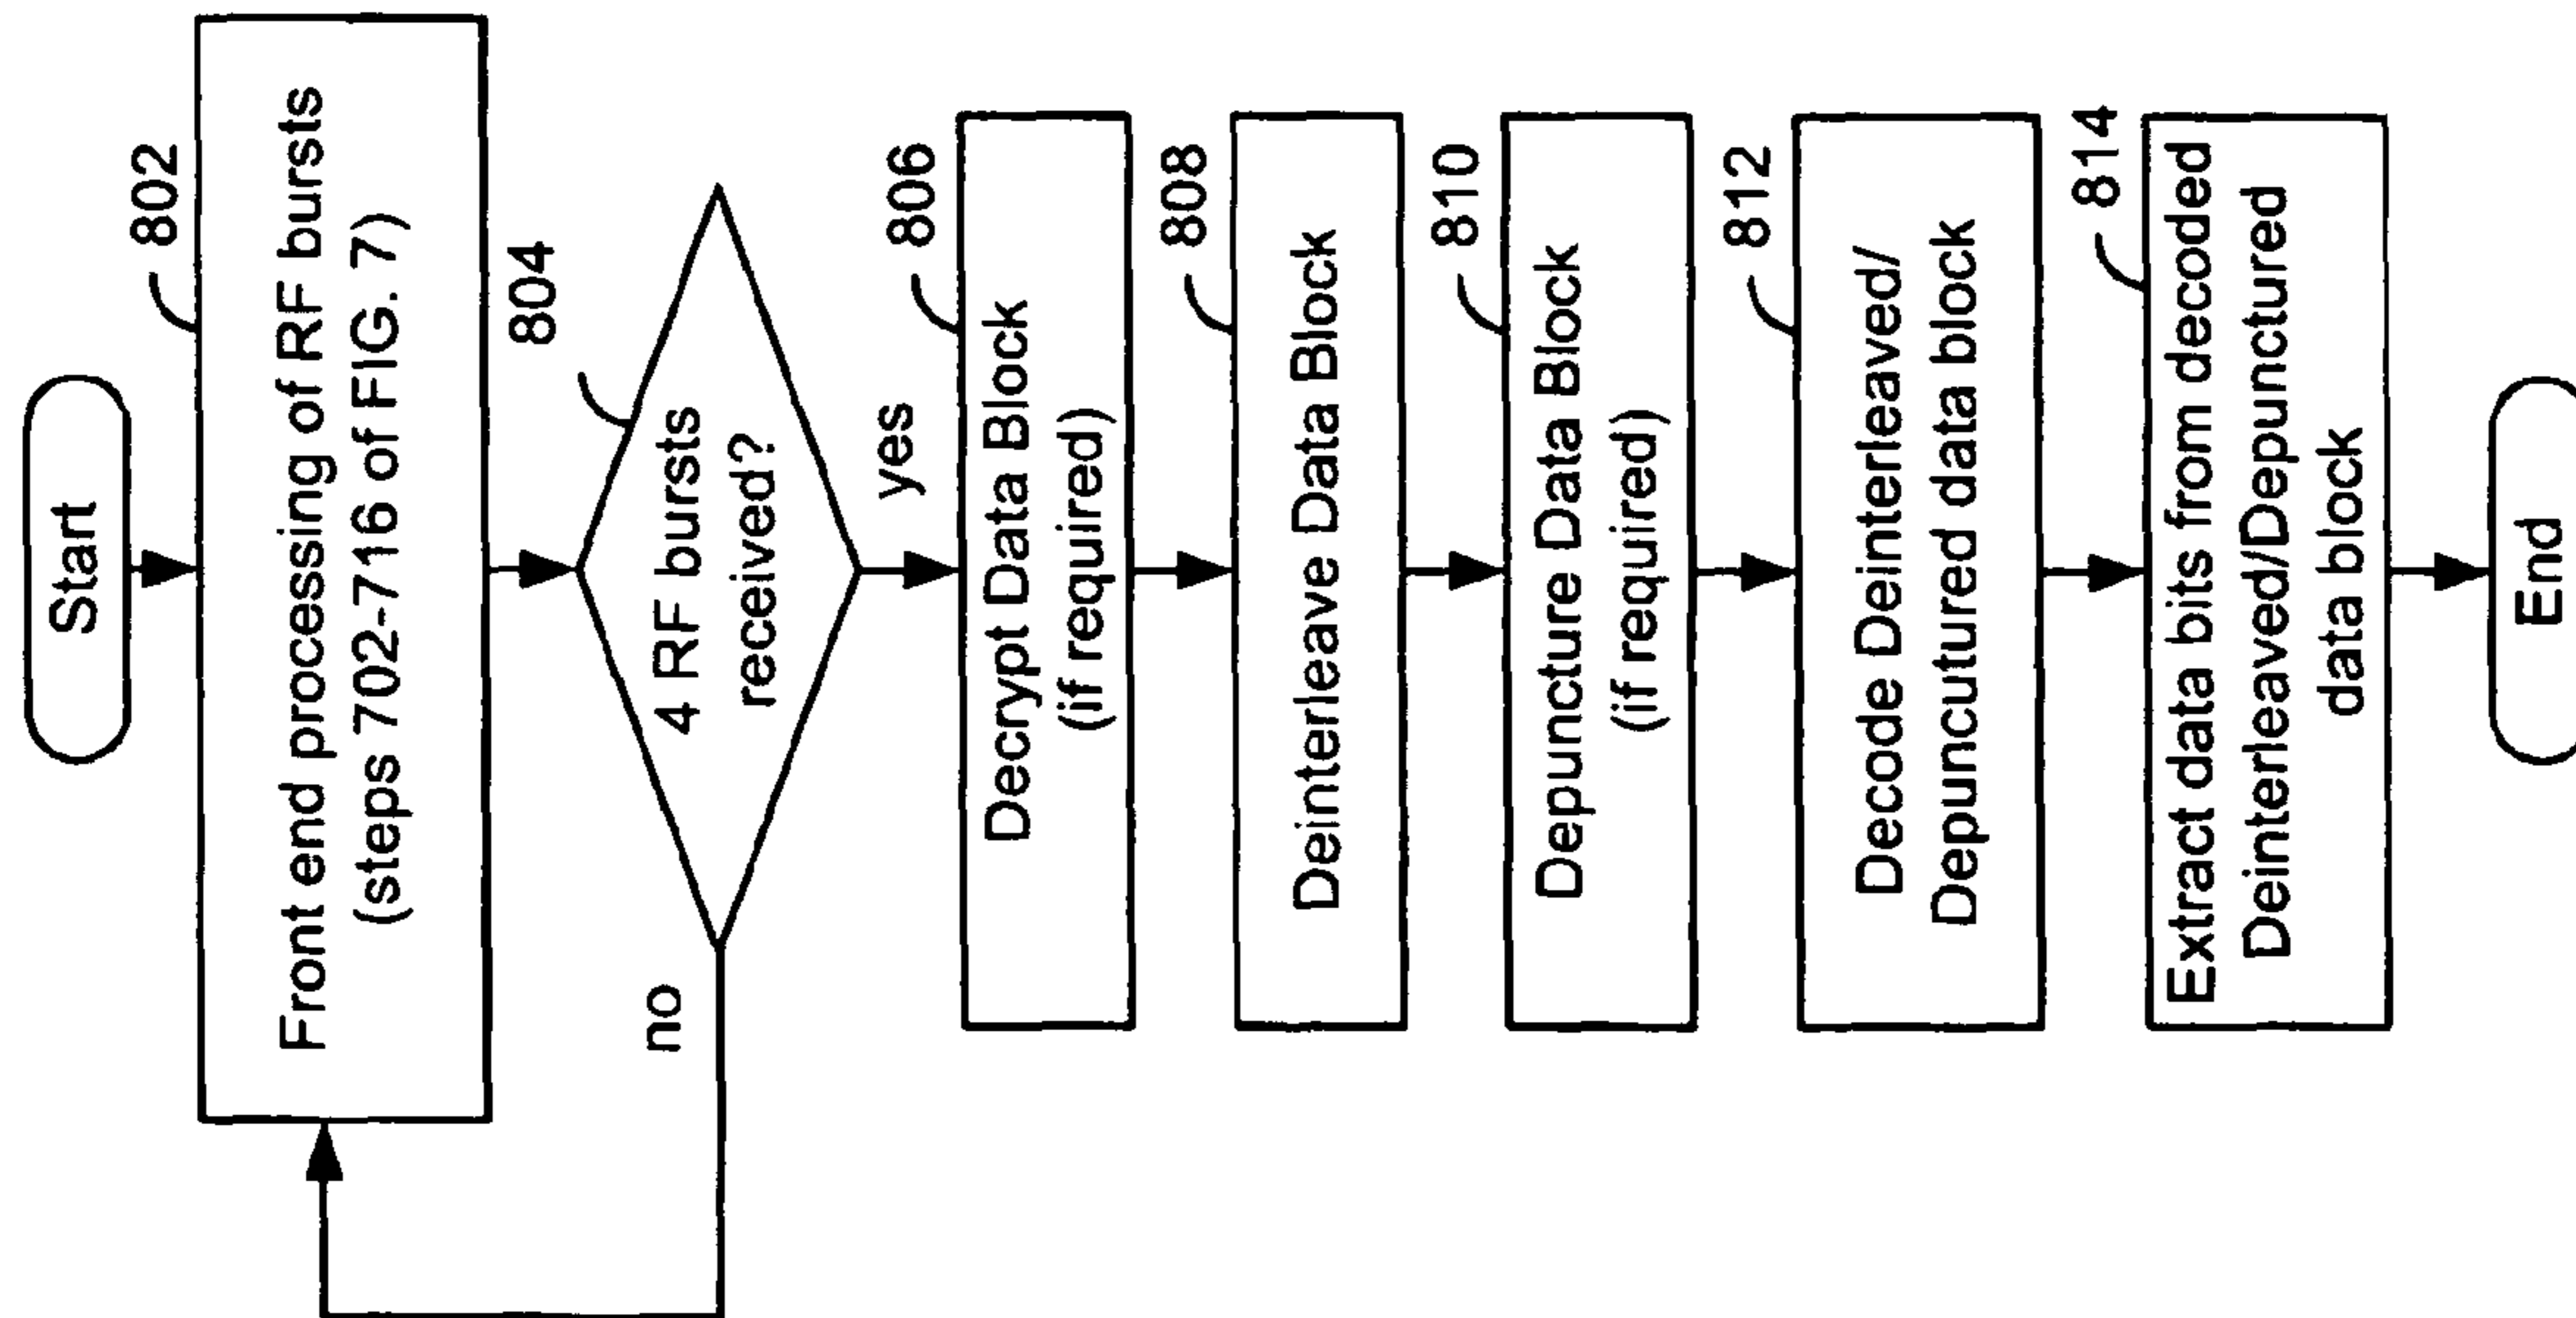 Start
802
Front end processing of RF bursts
(steps 702-716 of FIG. 7)
804
4 RF bursts
received?
no
yes
806
Decrypt Data Block
(if required)
808
Deinterleave Data Block
810
Depuncture Data Block
(if required)
812
Decode Deinterleaved/
Depuncutured data block
814
Extract data bits from decoded
Deinterleaved/Depunctured
data block
End